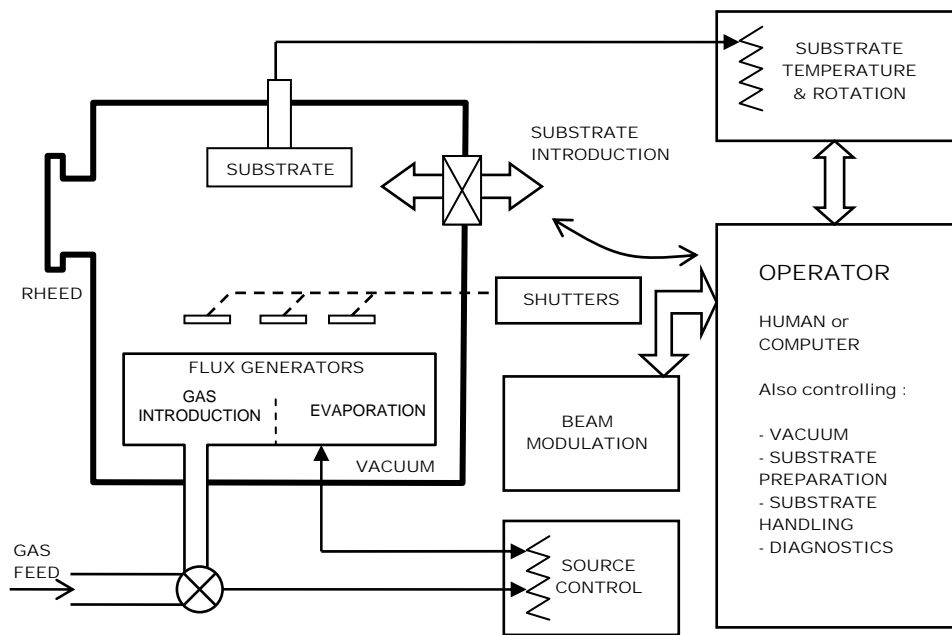 SUBSTRATE
TEMPERATURE
& ROTATION
SUBSTRATE
INTRODUCTION
SUBSTRATE
RHEED
SHUTTERS
OPERATOR
HUMAN or
COMPUTER
Also controlling :
- VACUUM
- SUBSTRATE
PREPARATION
- SUBSTRATE
HANDLING
- DIAGNOSTICS
FLUX GENERATORS
GAS
INTRODUCTION
EVAPORATION
BEAM
MODULATION
VACUUM
GAS
FEED
SOURCE
CONTROL